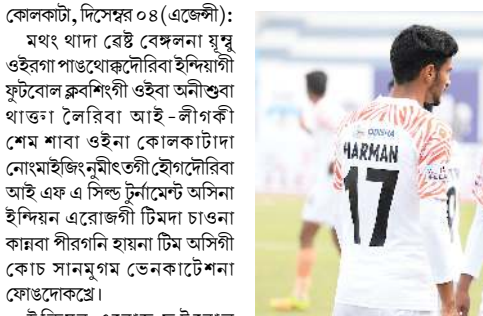 কোলকাটা, দিসেম্বর ০৪ (এজেন্সী):
মথং থাদা ৱেষ্ট বেঙ্গলনা য়ূম্বু
ওইরগা পাঙথোক্কদৌরিবা ইন্দিয়াগী
ফুটবোল ক্লবশিংগী ওইবা অনীশুবা
থাক্তা লৈরিবা আই-লীগকী
শেম শাবা ওইনা কোলকাটাদা
নোংমাইজিং নুমীৎতগী হৌগদৌরিবা
আই এফ এ সিল্ড টুর্নামেন্ট অসিনা
ইন্দিয়ন এরোজগী টিমদা চাওনা
কান্নবা পীরগনি হায়না টিম অসিগী
কোচ সানমুগম ভেনকাটেশনা
ফোঙদোকখ্রে।
ODISHA
HARMAN
17